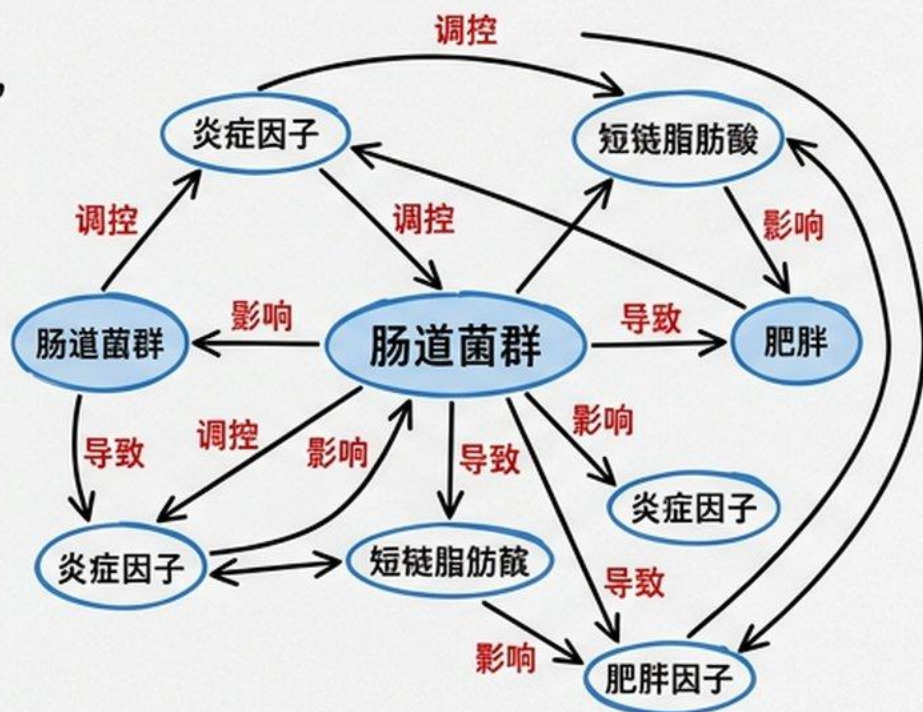 调控
炎症因子
短链脂肪酸
调控
调控
影响
肠道菌群
影响
肠道菌群
导致
肥胖
导致
调控
影响
导致
影响
炎症因子
炎症因子
短链脂肪
导致
影响
肥胖因子